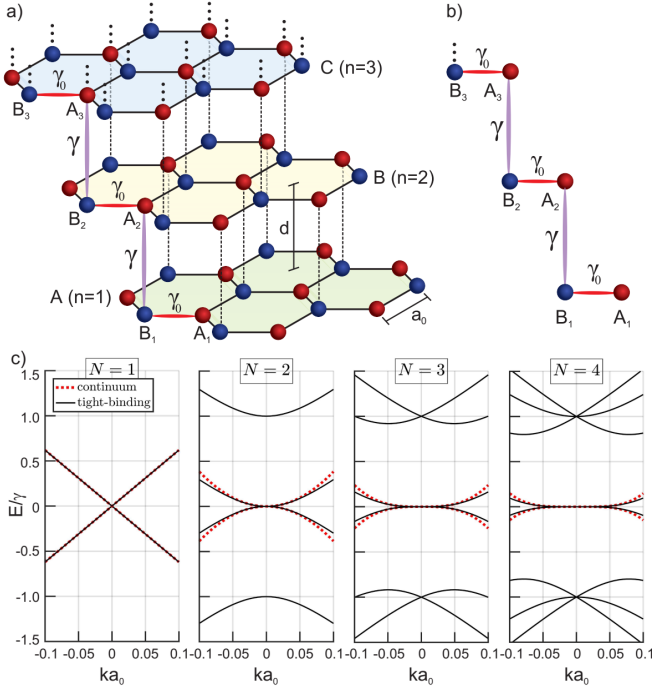 a)
C (n=3)
γ₀
B₃
A₃
γ
B (n=2)
γ₀
B₂
A₂
d
γ
A (n=1)
γ₀
B₁
A₁
a₀
b)
γ₀
B₃
A₃
γ
γ₀
B₂
A₂
γ
γ₀
B₁
A₁
c)
N = 1
N = 2
N = 3
N = 4
continuum
tight-binding
E/γ
1.5
1.0
0.5
0
-0.5
-1.0
-1.5
-0.1 -0.05 0 0.05 0.1
-0.1 -0.05 0 0.05 0.1
-0.1 -0.05 0 0.05 0.1
-0.1 -0.05 0 0.05 0.1
ka₀
ka₀
ka₀
ka₀